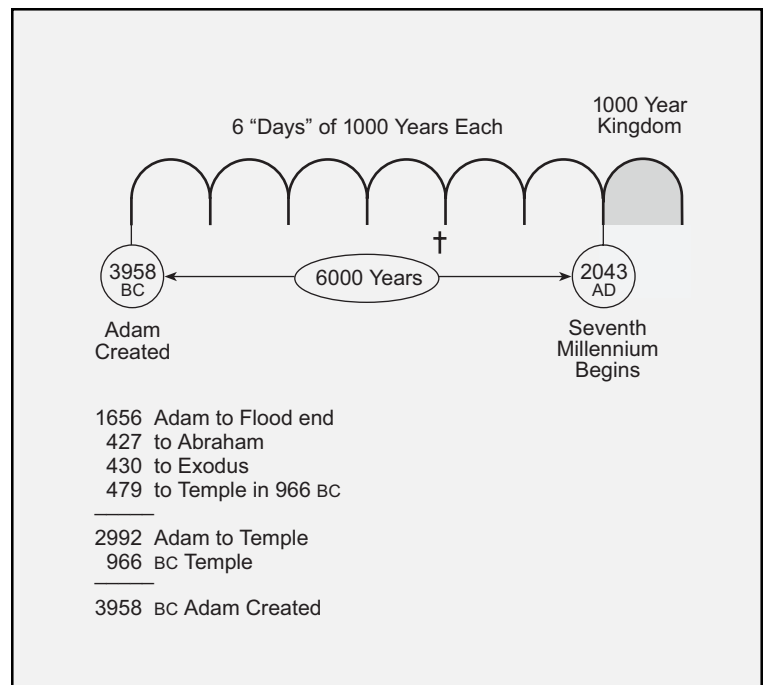 6 “Days” of 1000 Years Each
1000 Year
Kingdom
†
3958
BC
6000 Years
2043
AD
Adam
Created
Seventh
Millennium
Begins
1656 Adam to Flood end
427 to Abraham
430 to Exodus
479 to Temple in 966 BC
2992 Adam to Temple
966 BC Temple
3958 BC Adam Created